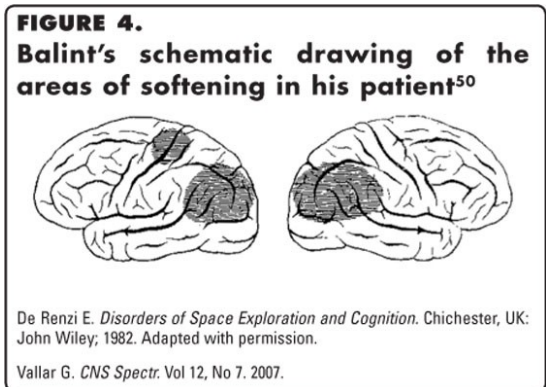 FIGURE 4.
Balint's schematic drawing of the
areas of softening in his patient50
De Renzi E. Disorders of Space Exploration and Cognition. Chichester, UK:
John Wiley; 1982. Adapted with permission.
Vallar G. CNS Spectr. Vol 12, No 7. 2007.